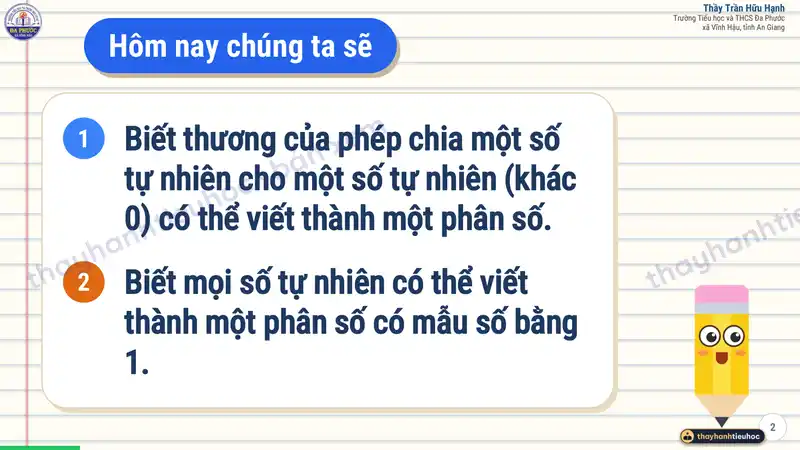 Thầy Trần Hữu Hạnh
Trường Tiểu học và THCS Đa Phước
xã Vĩnh Hậu, tỉnh An Giang
ĐA PHƯỚC
Hôm nay chúng ta sẽ
1
Biết thương của phép chia một số
tự nhiên cho một số tự nhiên (khác
0) có thể viết thành một phân số.
2
Biết mọi số tự nhiên có thể viết
thành một phân số có mẫu số bằng
1.
thayhanhtieuhoc
2